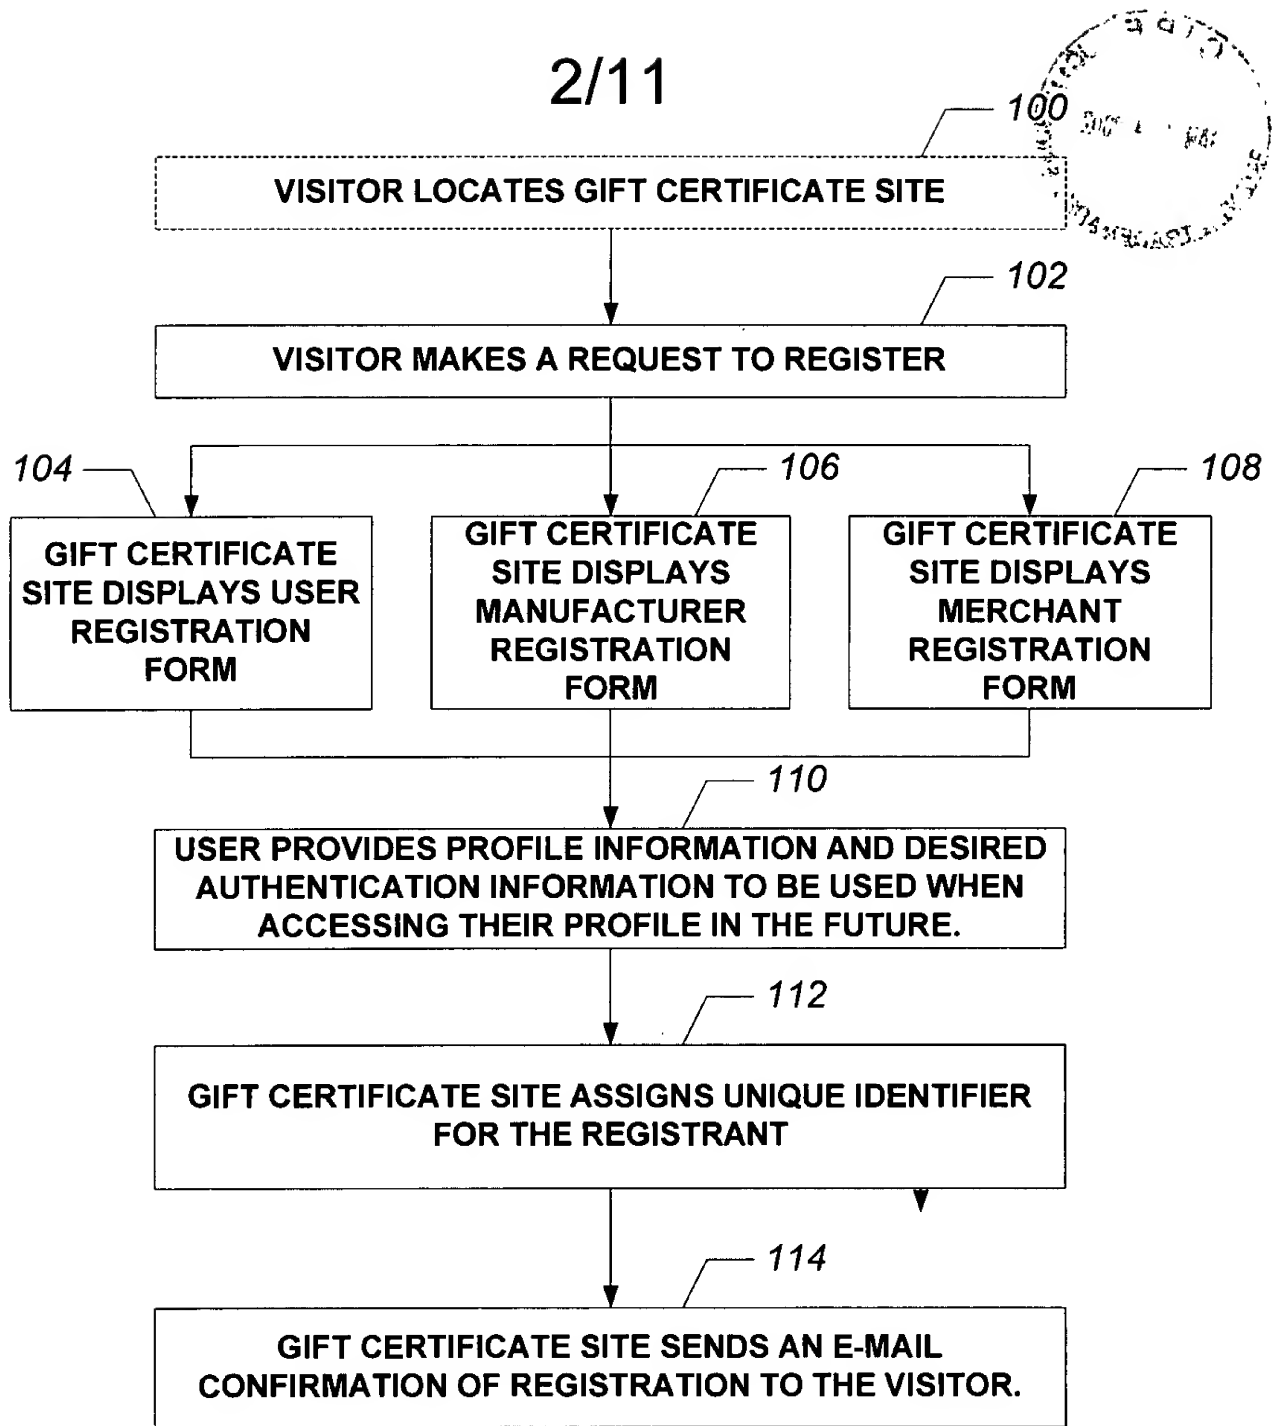 2/11
100
VISITOR LOCATES GIFT CERTIFICATE SITE
102
VISITOR MAKES A REQUEST TO REGISTER
104
GIFT CERTIFICATE
SITE DISPLAYS USER
REGISTRATION
FORM
106
GIFT CERTIFICATE
SITE DISPLAYS
MANUFACTURER
REGISTRATION
FORM
108
GIFT CERTIFICATE
SITE DISPLAYS
MERCHANT
REGISTRATION
FORM
110
USER PROVIDES PROFILE INFORMATION AND DESIRED
AUTHENTICATION INFORMATION TO BE USED WHEN
ACCESSING THEIR PROFILE IN THE FUTURE.
112
GIFT CERTIFICATE SITE ASSIGNS UNIQUE IDENTIFIER
FOR THE REGISTRANT
114
GIFT CERTIFICATE SITE SENDS AN E-MAIL
CONFIRMATION OF REGISTRATION TO THE VISITOR.